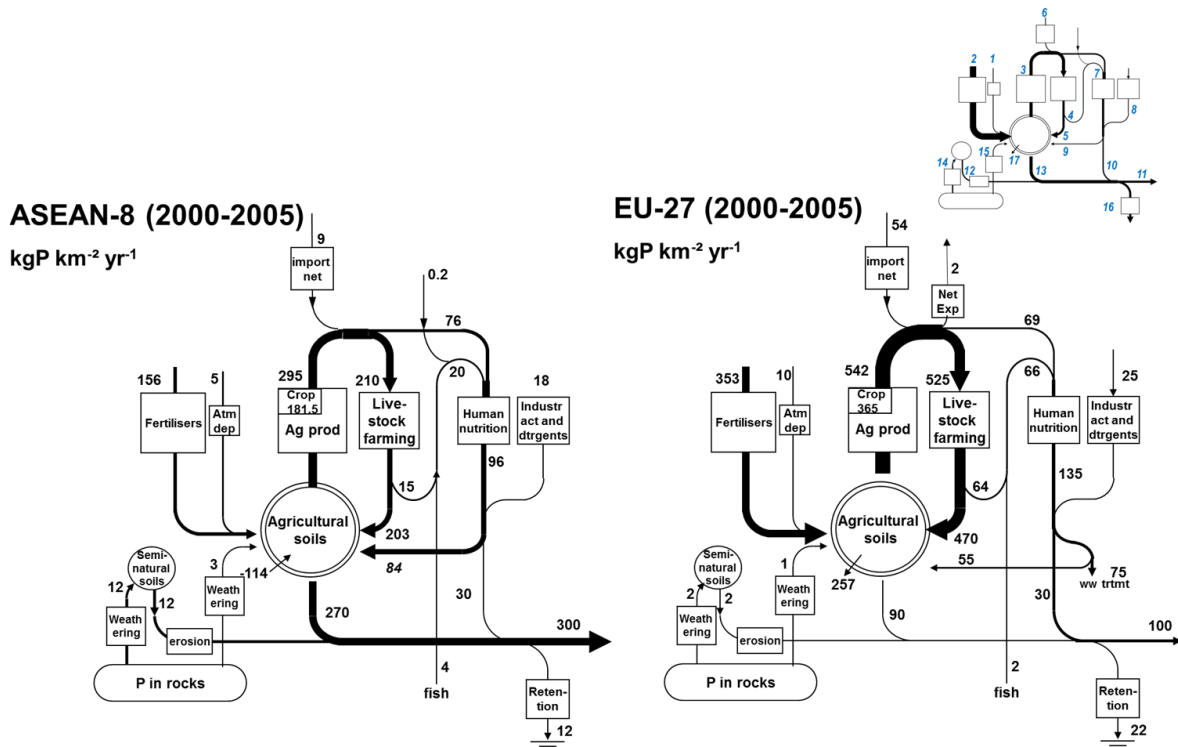 6
2
1
3
7
4
8
5
15
9
17
14
12
13
10
11
16
ASEAN-8 (2000-2005)
kgP km⁻² yr⁻¹
9
import
net
0.2
76
156
5
295
210
20
18
Fertilisers
Atm
dep
Crop
181.5
Ag prod
Live-
stock
farming
Human
nutrition
Industr
act and
dtrgents
96
15
Agricultural
soils
203
84
-114
Semi-
natural
soils
3
12
12
Weath
ering
Weath
ering
erosion
270
30
300
P in rocks
4
fish
Reten-
tion
12
EU-27 (2000-2005)
kgP km⁻² yr⁻¹
54
2
import
net
Net
Exp
69
353
10
542
525
66
25
Fertilisers
Atm
dep
Crop
365
Ag prod
Live-
stock
farming
Human
nutrition
Industr
act and
dtrgents
135
64
Agricultural
soils
470
55
75
ww trtmt
257
Semi-
natural
soils
1
2
2
Weath
ering
Weath
ering
erosion
90
30
100
P in rocks
2
fish
Reten-
tion
22